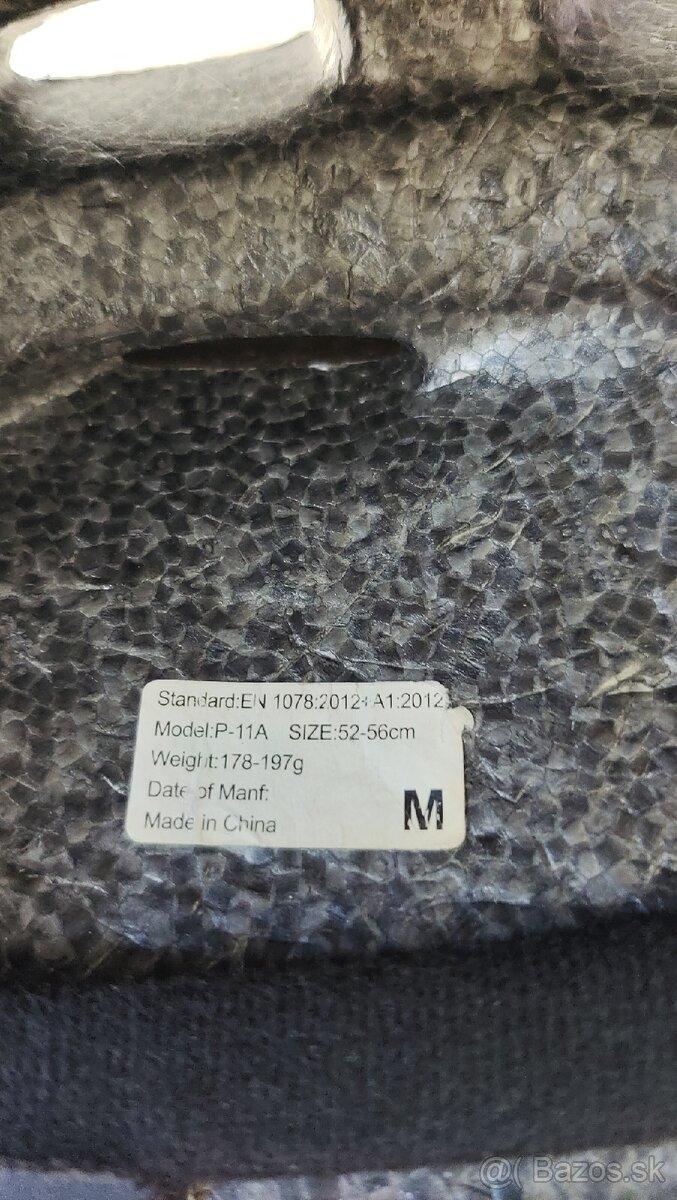 Standard:EN 1078:2012+A1:2012
Model:P-11A SIZE:52-56cm
Weight:178-197g
Date of Manf:
Made in China
M
@( Bazos.sk